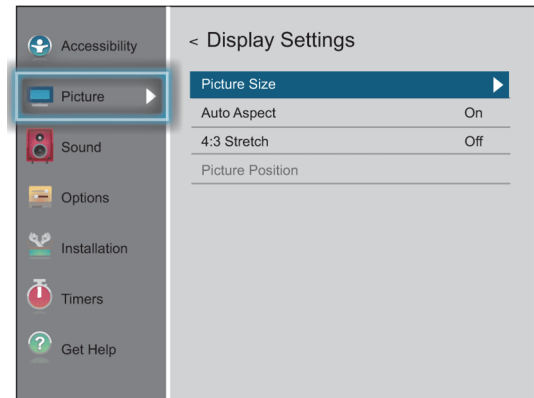 Accessibility
Picture
Sound
Options
Installation
Timers
Get Help
< Display Settings
Picture Size
Auto Aspect On
4:3 Stretch Off
Picture Position